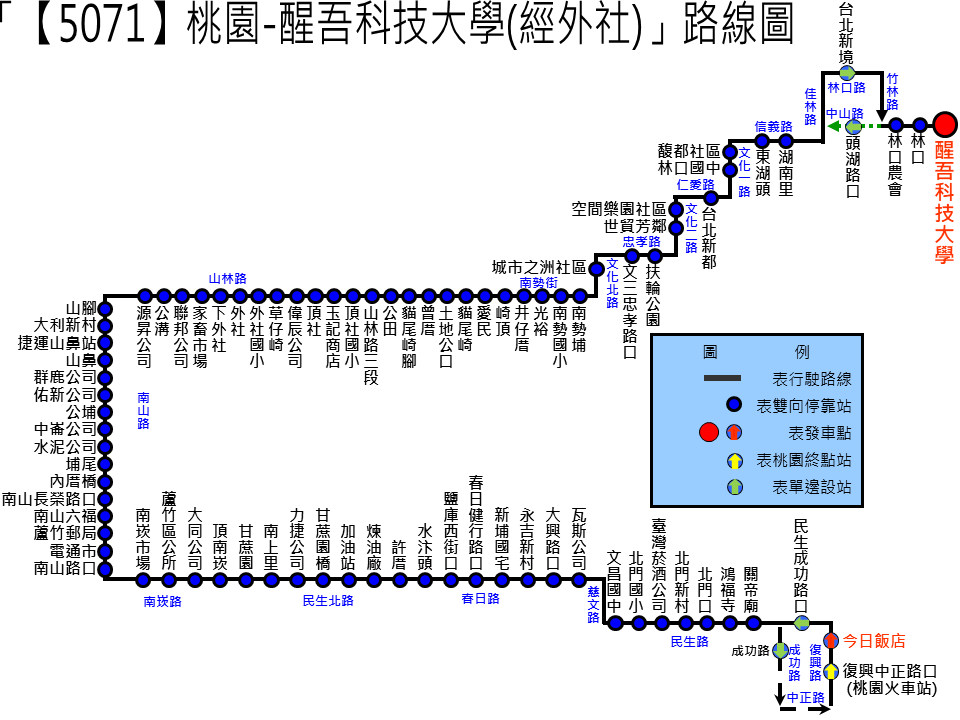 「【5071】桃園-醒吾科技大學(經外社)」路線圖
台北新境
林口路
竹林路
佳林路
中山路
頭湖路口
林口農會
林口
醒吾科技大學
信義路
東湖頭
湖南里
馥都社區
林口國中
文化一路
仁愛路
台北新都
空間樂園社區
世貿芳鄰
文化二路
忠孝路
文三忠孝路口
扶輪公園
城市之洲社區
文化北路
南勢街
山林路
源昇公司
公溝
聯邦公司
家畜市場
下外社
外社
外社國小
草仔崎
偉辰公司
頂社
玉記商店
頂社國小
山林路三段
公田
貓尾崎腳
曾厝
土地公口
貓尾崎
愛民
崎頂
井仔厝
光裕
南勢國小
南勢埔
山腳
大利新村
捷運山鼻站
山鼻
群鹿公司
佑新公司
公埔
中崙公司
水泥公司
埔尾
內厝橋
南山長榮路口
南山六福
蘆竹郵局
電通市
南山路口
南山路
南崁市場
蘆竹區公所
大同公司
頂南崁
甘蔗園
南上里
力捷公司
甘蔗園橋
加油站
煉油廠
許厝
水汴頭
鹽庫西街口
春日健行路口
新埔國宅
永吉新村
大興路口
瓦斯公司
南崁路
民生北路
春日路
慈文路
文昌國中
北門國小
臺灣菸酒公司
北門新村
北門口
鴻福寺
關帝廟
民生成功路口
民生路
成功路
成功路
復興路
今日飯店
復興中正路口
(桃園火車站)
中正路
圖例
表行駛路線
表雙向停靠站
表發車點
表桃園終點站
表單邊設站